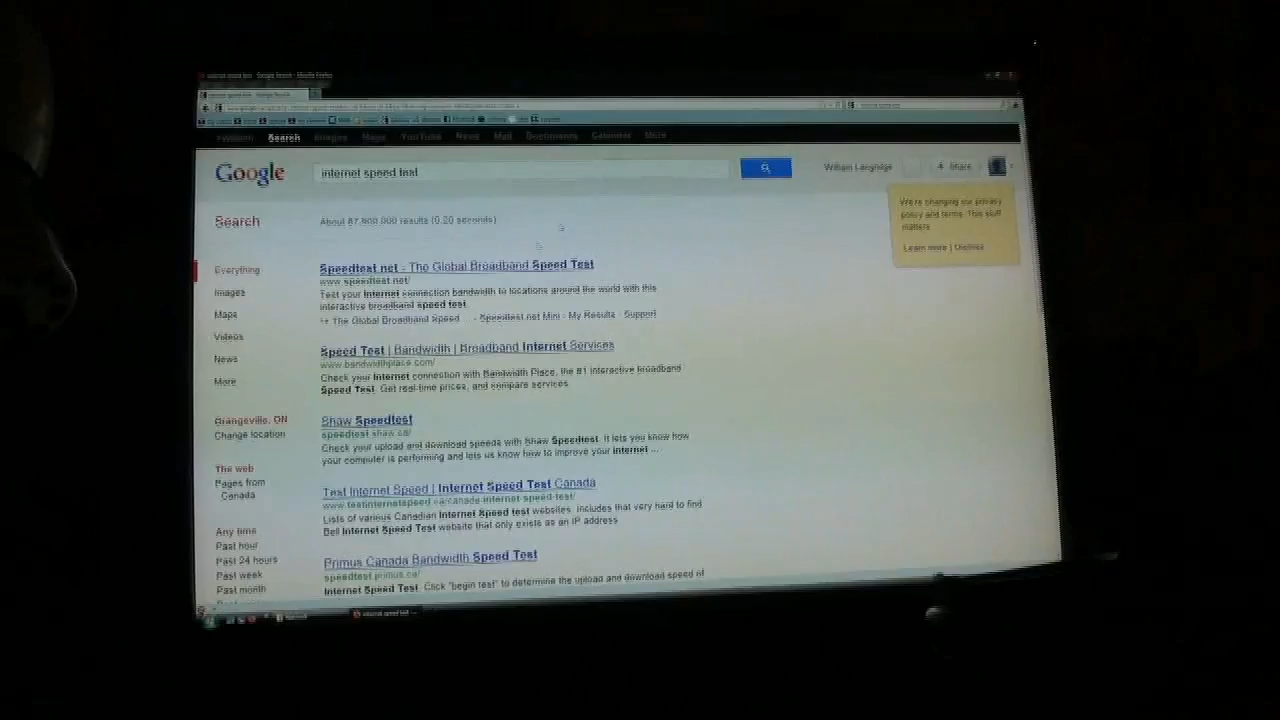 internet speed test - Google Search - Mozilla Firefox
Search Images Maps YouTube News Mail Documents Calendar More
Google
internet speed test
William Langridge
Share
We're changing our privacy
policy and terms. This stuff
matters.
Learn more | Dismiss
Search
About 87,900,000 results (0.20 seconds)
Everything
Images
Maps
Videos
News
More
Orangeville, ON
Change location
The web
Pages from
Canada
Any time
Past hour
Past 24 hours
Past week
Past month
Speedtest.net - The Global Broadband Speed Test
www.speedtest.net/
Test your Internet connection bandwidth to locations around the world with this
interactive broadband speed test.
The Global Broadband Speed ... - Speedtest.net Mini - My Results - Support
Speed Test | Bandwidth | Broadband Internet Services
www.bandwidthplace.com/
Check your Internet connection with Bandwidth Place, the #1 interactive broadband
Speed Test. Get real-time prices, and compare services.
Shaw Speedtest
speedtest.shaw.ca/
Check your upload and download speeds with Shaw Speedtest. It lets you know how
your computer is performing and lets us know how to improve your Internet ...
Test Internet Speed | Internet Speed Test Canada
www.testinternetspeed.ca/canada-internet-speed-test/
Lists of various Canadian Internet Speed test websites, includes that very hard to find
Bell Internet Speed Test website that only exists as an IP address
Primus Canada Bandwidth Speed Test
speedtest.primus.ca/
Internet Speed Test. Click "begin test" to determine the upload and download speed of